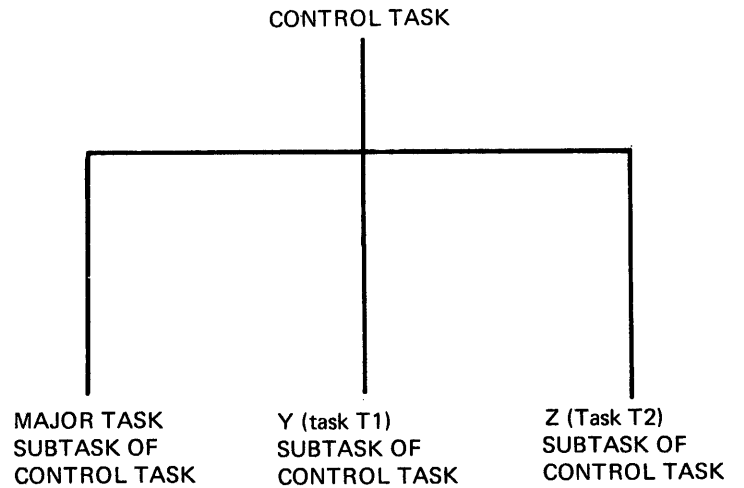 CONTROL TASK
MAJOR TASK
SUBTASK OF
CONTROL TASK
Y (task T1)
SUBTASK OF
CONTROL TASK
Z (Task T2)
SUBTASK OF
CONTROL TASK